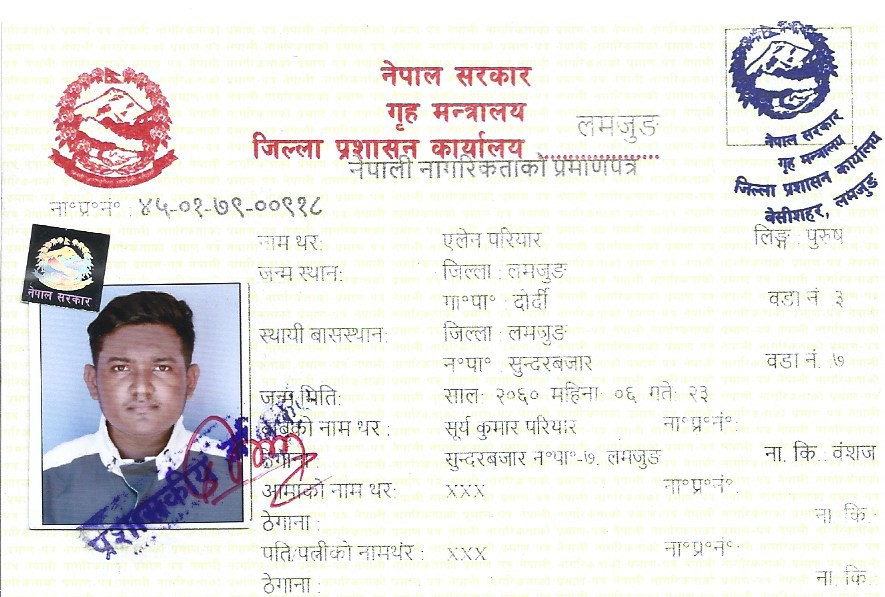 नेपाल सरकार
गृह मन्त्रालय
जिल्ला प्रशासन कार्यालय लमजुङ
नेपाली नागरिकताको प्रमाणपत्र
नेपाल सरकार
गृह मन्त्रालय
जिल्ला प्रशासन कार्यालय
बेसीशहर, लमजुङ
ना॰प्र॰नं॰ : ४५-०१-७९-००९१८
नेपाल सरकार
नाम थर: एलेन परियार लिङ्ग : पुरुष
जन्म स्थान: जिल्ला : लमजुङ
गा॰पा॰ दोर्दी वडा नं. ३
स्थायी बासस्थान: जिल्ला : लमजुङ
न॰पा॰ सुन्दरबजार वडा नं. ७
जन्म मिति: साल: २०६० महिना: ०६ गते: २३
को नाम थर : सूर्य कुमार परियार ना॰प्र॰नं॰:
ठेगाना: सुन्दरबजार न॰पा॰-७, लमजुङ ना. कि.: वंशज
आमाको नाम थर: xxx ना॰प्र॰नं॰:
ठेगाना : ना. कि.
पति/पत्नीको नामथर : xxx ना॰प्र॰नं॰:
ठेगाना : ना. कि.